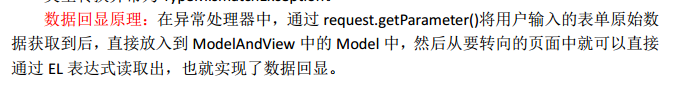 数据回显原理：在异常处理器中，通过 request.getParameter()将用户输入的表单原始数
据获取到后，直接放入到 ModelAndView 中的 Model 中，然后从要转向的页面中就可以直接
通过 EL 表达式读取出，也就实现了数据回显。